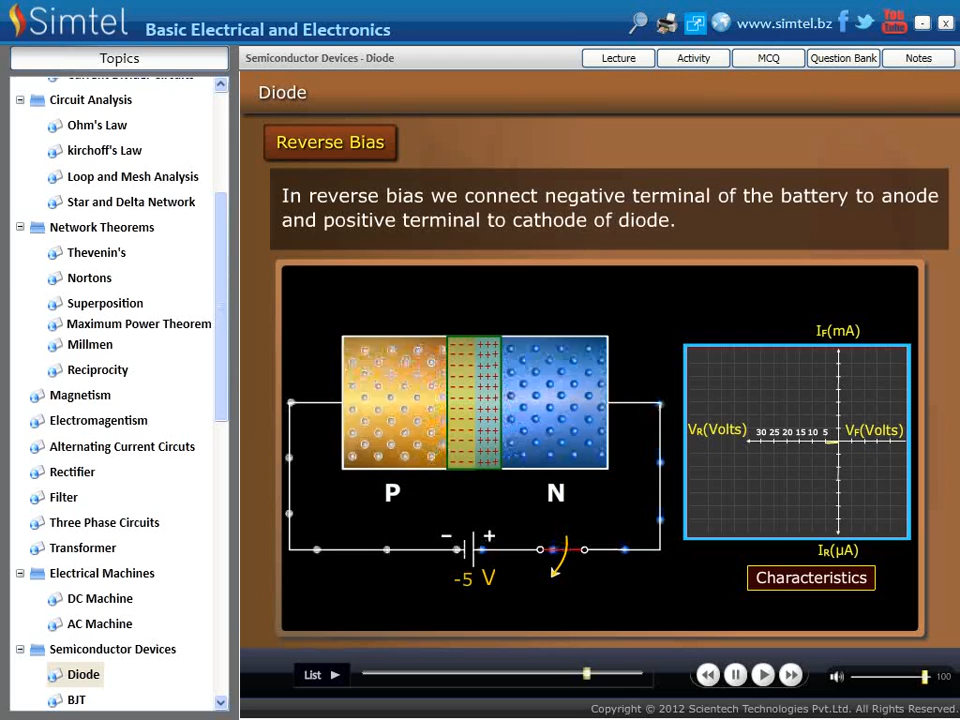 Simtel
Basic Electrical and Electronics
www.simtel.bz
You
Tube
- x
Topics
Semiconductor Devices - Diode
Lecture
Activity
MCQ
Question Bank
Notes
Circuit Analysis
Ohm's Law
kirchoff's Law
Loop and Mesh Analysis
Star and Delta Network
Network Theorems
Thevenin's
Nortons
Superposition
Maximum Power Theorem
Millmen
Reciprocity
Magnetism
Electromagentism
Alternating Current Circuts
Rectifier
Filter
Three Phase Circuits
Transformer
Electrical Machines
DC Machine
AC Machine
Semiconductor Devices
Diode
BJT
Diode
Reverse Bias
In reverse bias we connect negative terminal of the battery to anode
and positive terminal to cathode of diode.
P
N
− +
-5 V
IF(mA)
VR(Volts)
30 25 20 15 10 5
VF(Volts)
IR(µA)
Characteristics
List
100
Copyright © 2012 Scientech Technologies Pvt.Ltd. All Rights Reserved.